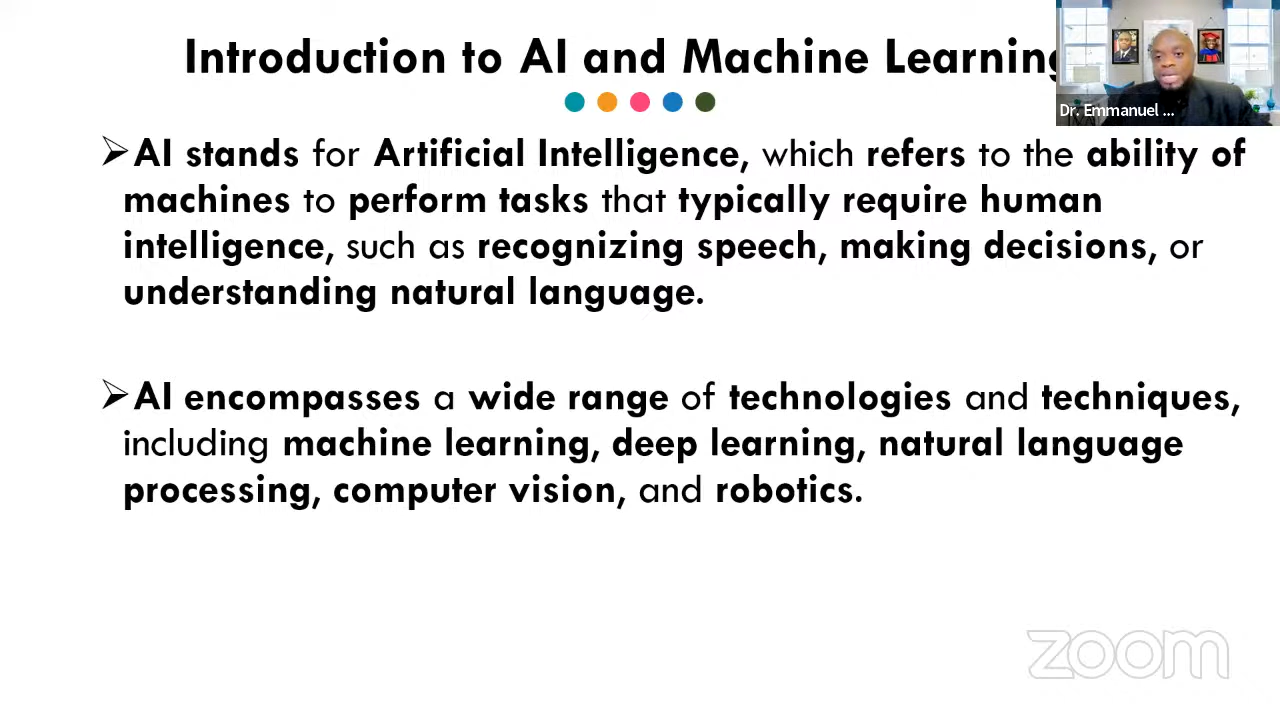 Introduction to AI and Machine Learning
Dr. Emmanuel ...
➢AI stands for Artificial Intelligence, which refers to the ability of
machines to perform tasks that typically require human
intelligence, such as recognizing speech, making decisions, or
understanding natural language.
➢AI encompasses a wide range of technologies and techniques,
including machine learning, deep learning, natural language
processing, computer vision, and robotics.
zoom